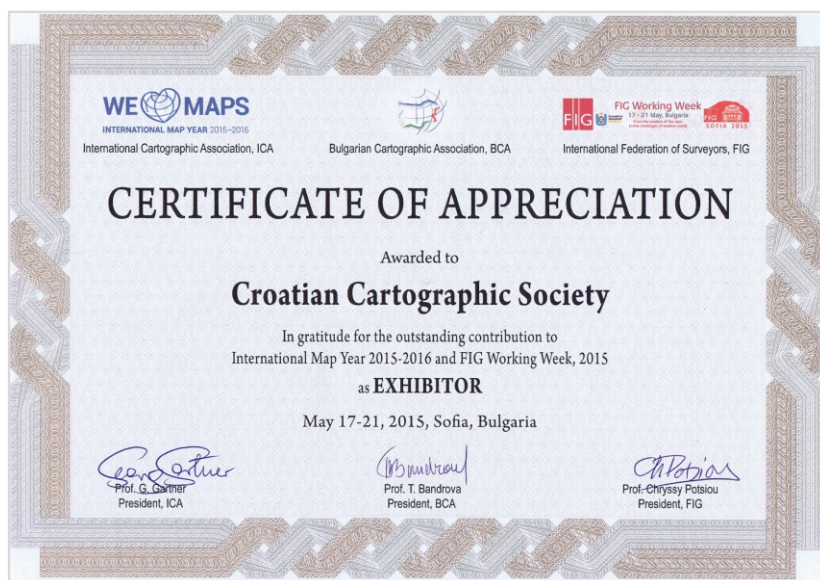 WE MAPS
INTERNATIONAL MAP YEAR 2015–2016
International Cartographic Association, ICA
Bulgarian Cartographic Association, BCA
FIG
FIG Working Week
17–21 May, Bulgaria
FIG
SOFIA 2015
International Federation of Surveyors, FIG
CERTIFICATE OF APPRECIATION
Awarded to
Croatian Cartographic Society
In gratitude for the outstanding contribution to
International Map Year 2015-2016 and FIG Working Week, 2015
as EXHIBITOR
May 17-21, 2015, Sofia, Bulgaria
Prof. G. Gartner
President, ICA
Prof. T. Bandrova
President, BCA
Prof. Chryssy Potsiou
President, FIG